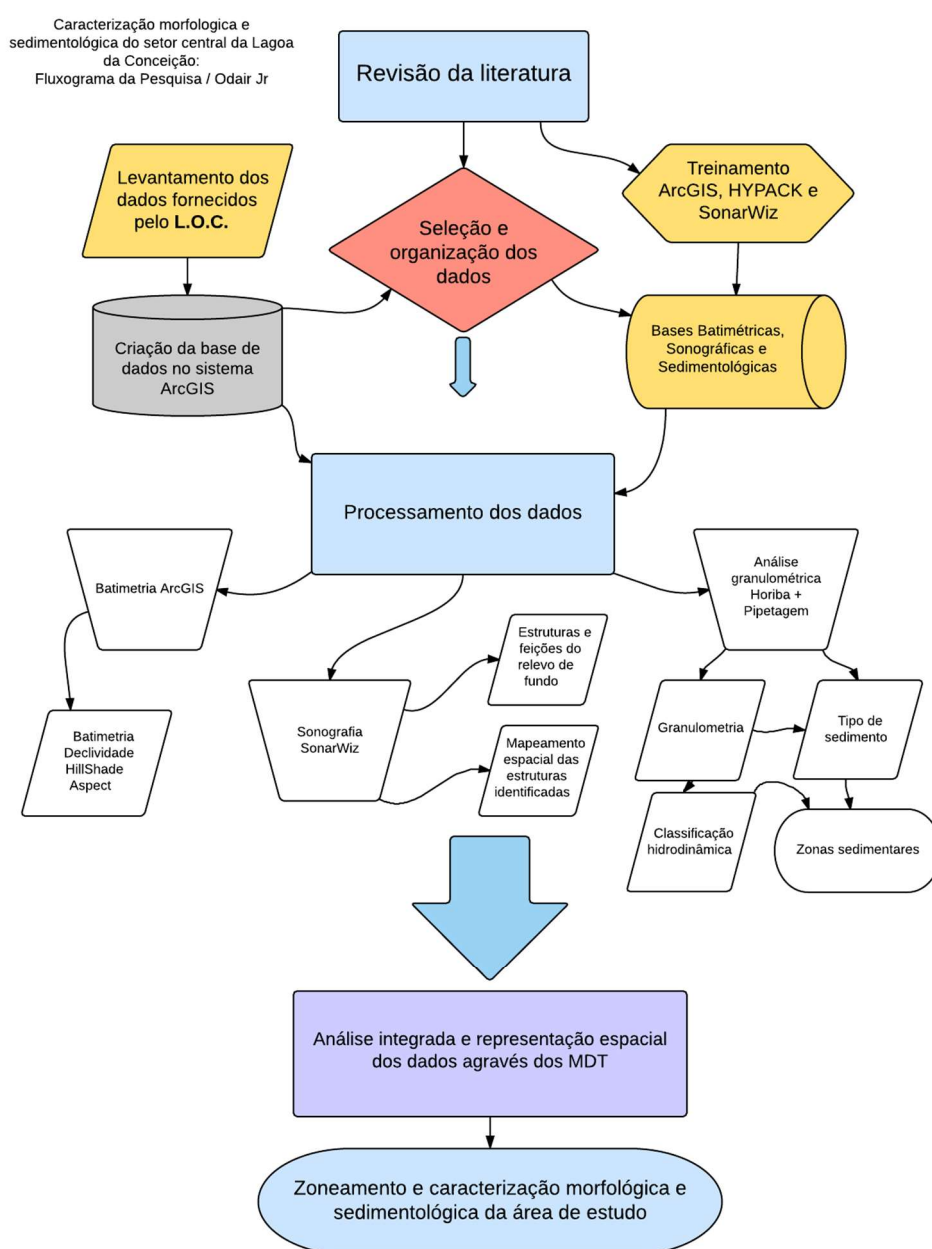 Caracterização morfologica e
sedimentológica do setor central da Lagoa
da Conceição:
Fluxograma da Pesquisa / Odair Jr
Revisão da literatura
Levantamento dos
dados fornecidos
pelo L.O.C.
Seleção e
organização dos
dados
Treinamento
ArcGIS, HYPACK e
SonarWiz
Criação da base de
dados no sistema
ArcGIS
Bases Batimétricas,
Sonográficas e
Sedimentológicas
Processamento dos dados
Batimetria ArcGIS
Batimetria
Declividade
HillShade
Aspect
Sonografia
SonarWiz
Estruturas e
feições do
relevo de
fundo
Mapeamento
espacial das
estruturas
identificadas
Análise
granulométrica
Horiba +
Pipetagem
Granulometria
Tipo de
sedimento
Classificação
hidrodinâmica
Zonas sedimentares
Análise integrada e representação espacial
dos dados agravés dos MDT
Zoneamento e caracterização morfológica e
sedimentológica da área de estudo